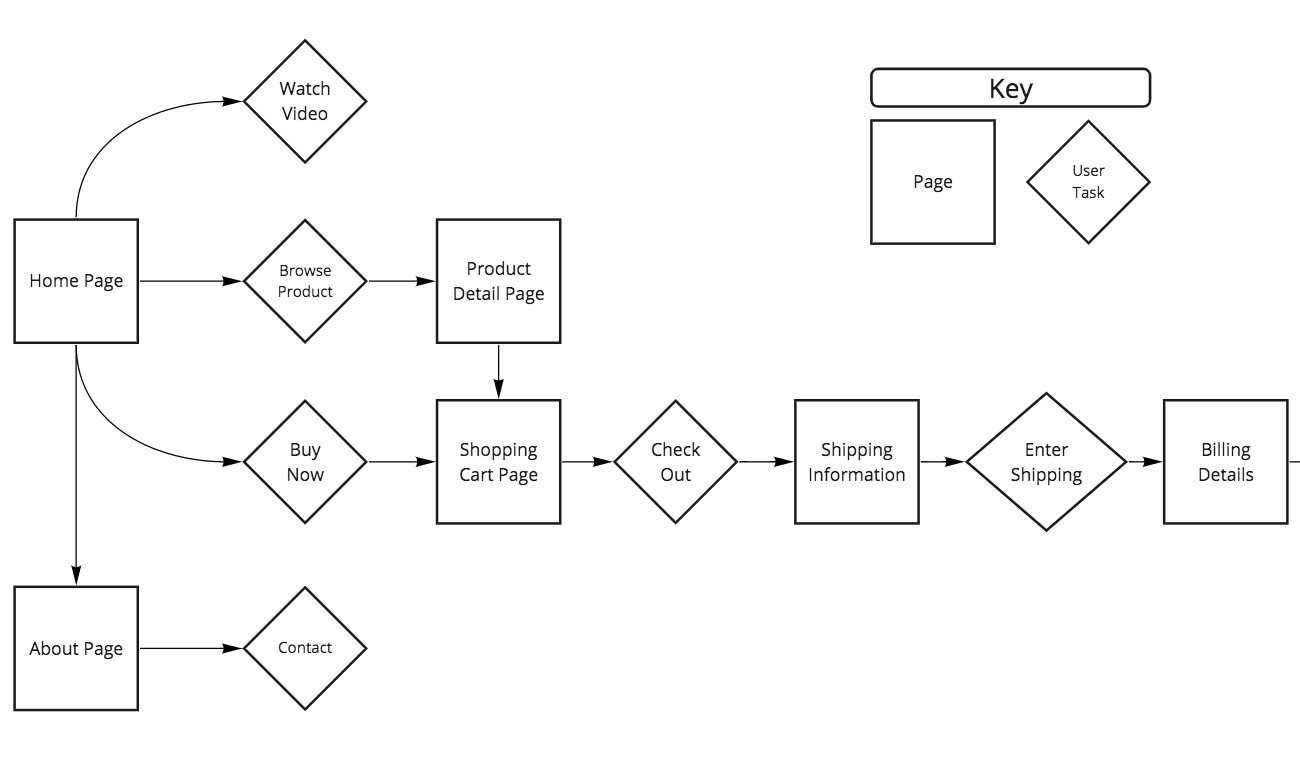 Watch
Video
Key
Page
User
Task
Home Page
Browse
Product
Product
Detail Page
Buy
Now
Shopping
Cart Page
Check
Out
Shipping
Information
Enter
Shipping
Billing
Details
About Page
Contact